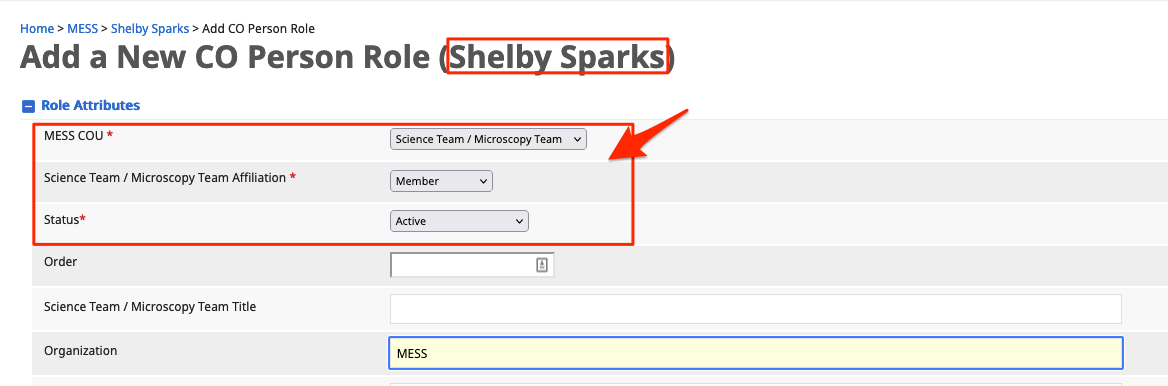 Home > MESS > Shelby Sparks > Add CO Person Role
Add a New CO Person Role (Shelby Sparks)
Role Attributes
MESS COU * Science Team / Microscopy Team
Science Team / Microscopy Team Affiliation * Member
Status* Active
Order
Science Team / Microscopy Team Title
Organization MESS